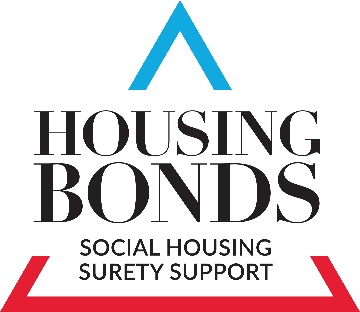 HOUSING
BONDS
SOCIAL HOUSING
SURETY SUPPORT